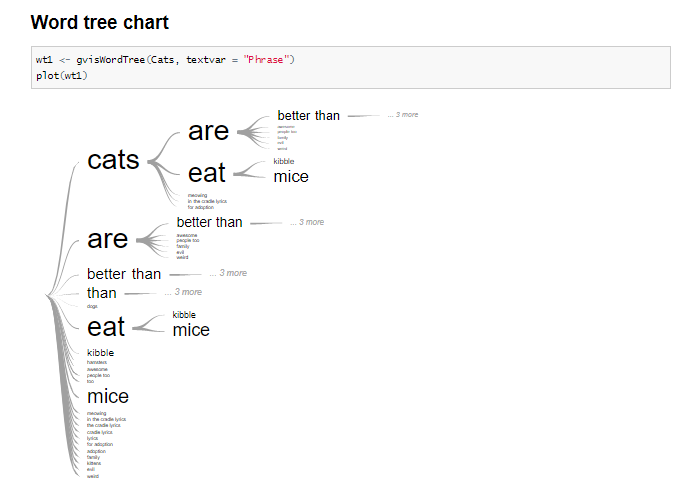 Word tree chart
wt1 <- gvisWordTree(Cats, textvar = "Phrase")
plot(wt1)
cats
are
better than
... 3 more
awesome
people too
family
evil
weird
eat
kibble
mice
meowing
in the cradle lyrics
for adoption
are
better than
... 3 more
awesome
people too
family
evil
weird
better than
... 3 more
than
... 3 more
dogs
eat
kibble
mice
kibble
hamsters
awesome
people too
too
mice
meowing
in the cradle lyrics
the cradle lyrics
cradle lyrics
lyrics
for adoption
adoption
family
kittens
evil
weird